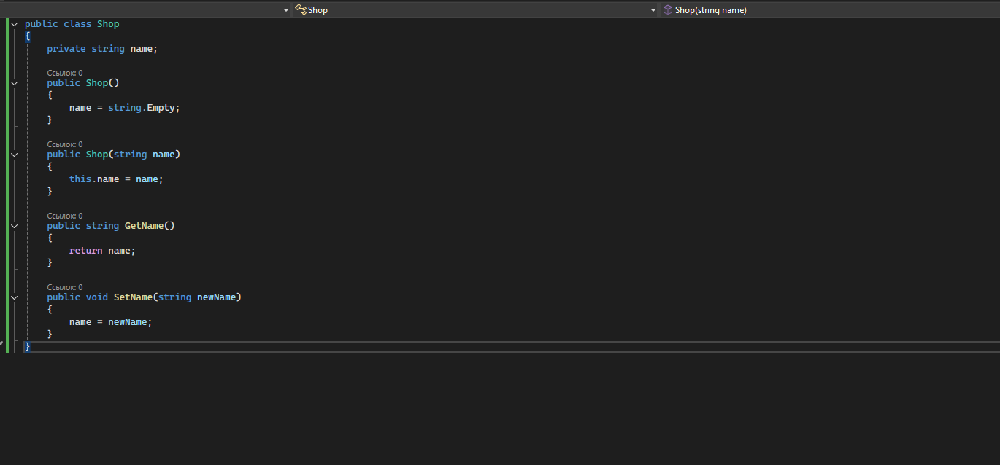 Shop Shop(string name)
public class Shop
{
private string name;
Ссылок: 0
public Shop()
{
name = string.Empty;
}
Ссылок: 0
public Shop(string name)
{
this.name = name;
}
Ссылок: 0
public string GetName()
{
return name;
}
Ссылок: 0
public void SetName(string newName)
{
name = newName;
}
}